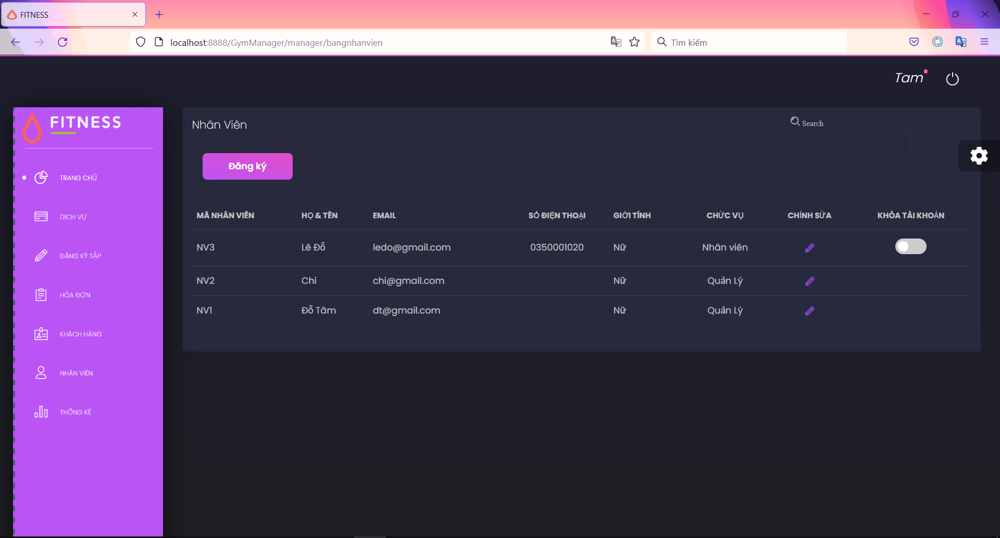 FITNESS
localhost:8888/GymManager/manager/bangnhanvien
Tìm kiếm
Tam
FITNESS
TRANG CHỦ
DỊCH VỤ
ĐĂNG KÝ TẬP
HÓA ĐƠN
KHÁCH HÀNG
NHÂN VIÊN
THỐNG KÊ
Nhân Viên
Search
Đăng ký
MÃ NHÂN VIÊN HỌ & TÊN EMAIL SỐ ĐIỆN THOẠI GIỚI TÍNH CHỨC VỤ CHỈNH SỬA KHÓA TÀI KHOẢN
NV3 Lê Đỗ ledo@gmail.com 0350001020 Nữ Nhân viên
NV2 Chi chi@gmail.com Nữ Quản Lý
NV1 Đỗ Tâm dt@gmail.com Nữ Quản Lý